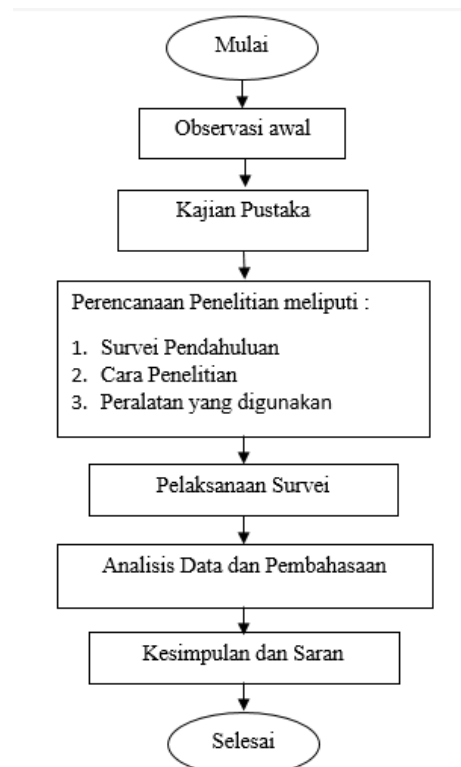 Mulai
Observasi awal
Kajian Pustaka
Perencanaan Penelitian meliputi :
1. Survei Pendahuluan
2. Cara Penelitian
3. Peralatan yang digunakan
Pelaksanaan Survei
Analisis Data dan Pembahasaan
Kesimpulan dan Saran
Selesai